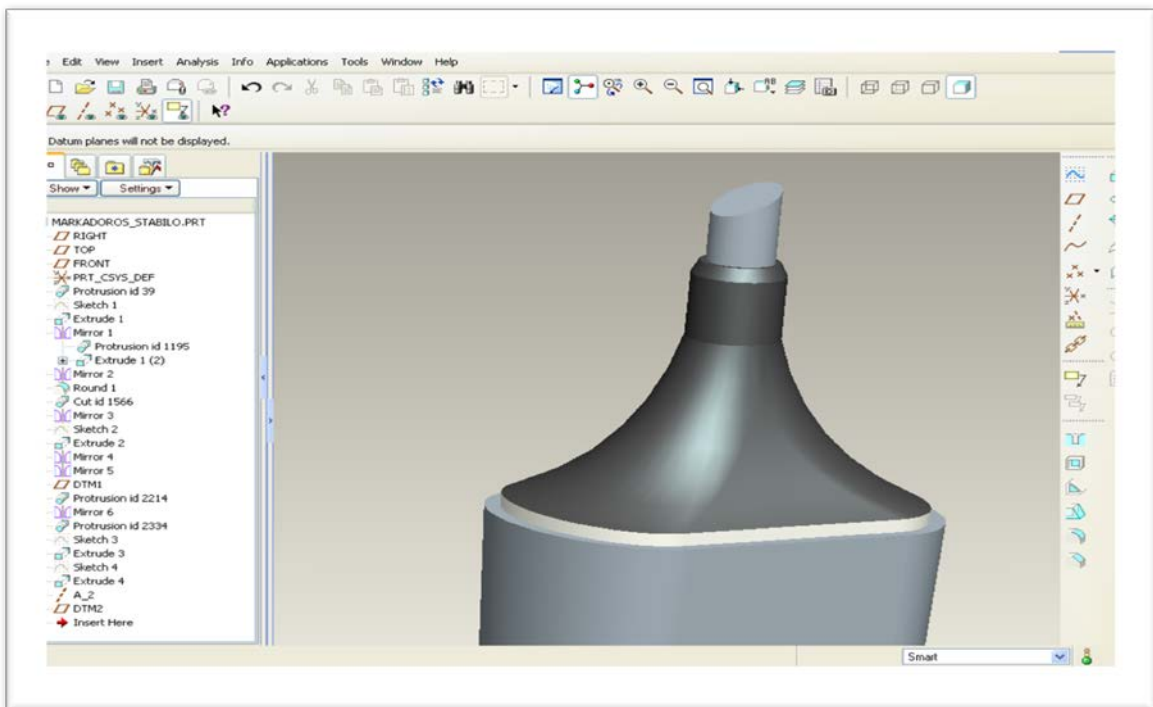 Edit View Insert Analysis Info Applications Tools Window Help
Datum planes will not be displayed.
Show Settings
MARKADOROS_STABILO.PRT
RIGHT
TOP
FRONT
PRT_CSYS_DEF
Protrusion id 39
Sketch 1
Extrude 1
Mirror 1
Protrusion id 1195
Extrude 1 (2)
Mirror 2
Round 1
Cut id 1566
Mirror 3
Sketch 2
Extrude 2
Mirror 4
Mirror 5
DTM1
Protrusion id 2214
Mirror 6
Protrusion id 2334
Sketch 3
Extrude 3
Sketch 4
Extrude 4
A_2
DTM2
Insert Here
Smart